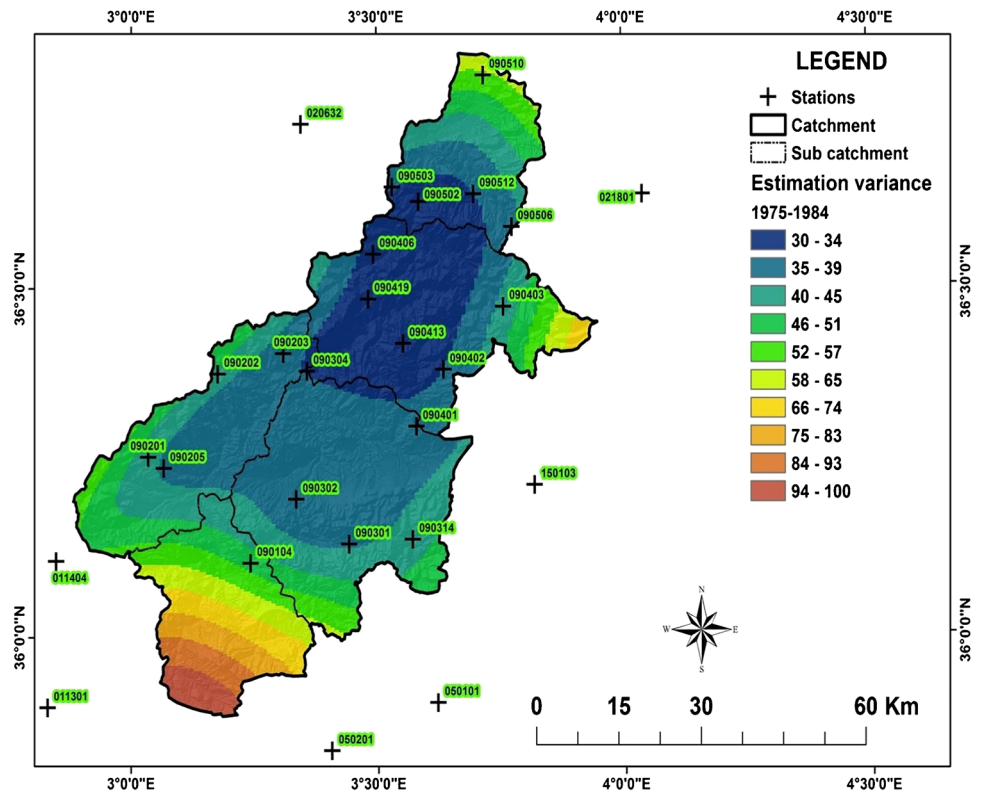 3°0'0"E 3°30'0"E 4°0'0"E 4°30'0"E
LEGEND
Stations
Catchment
Sub catchment
Estimation variance
1975-1984
30 - 34
35 - 39
40 - 45
46 - 51
52 - 57
58 - 65
66 - 74
75 - 83
84 - 93
94 - 100
090510
020632
090503
090512
090502
021801
090506
090406
36°30'0"N
36°30'0"N
090419
090403
090413
090203
090402
090304
090202
090401
090201
090205
150103
090302
090301
090314
090104
011404
N
W E
S
36°0'0"N
36°0'0"N
011301
050101
050201
0 15 30 60 Km
3°0'0"E 3°30'0"E 4°0'0"E 4°30'0"E